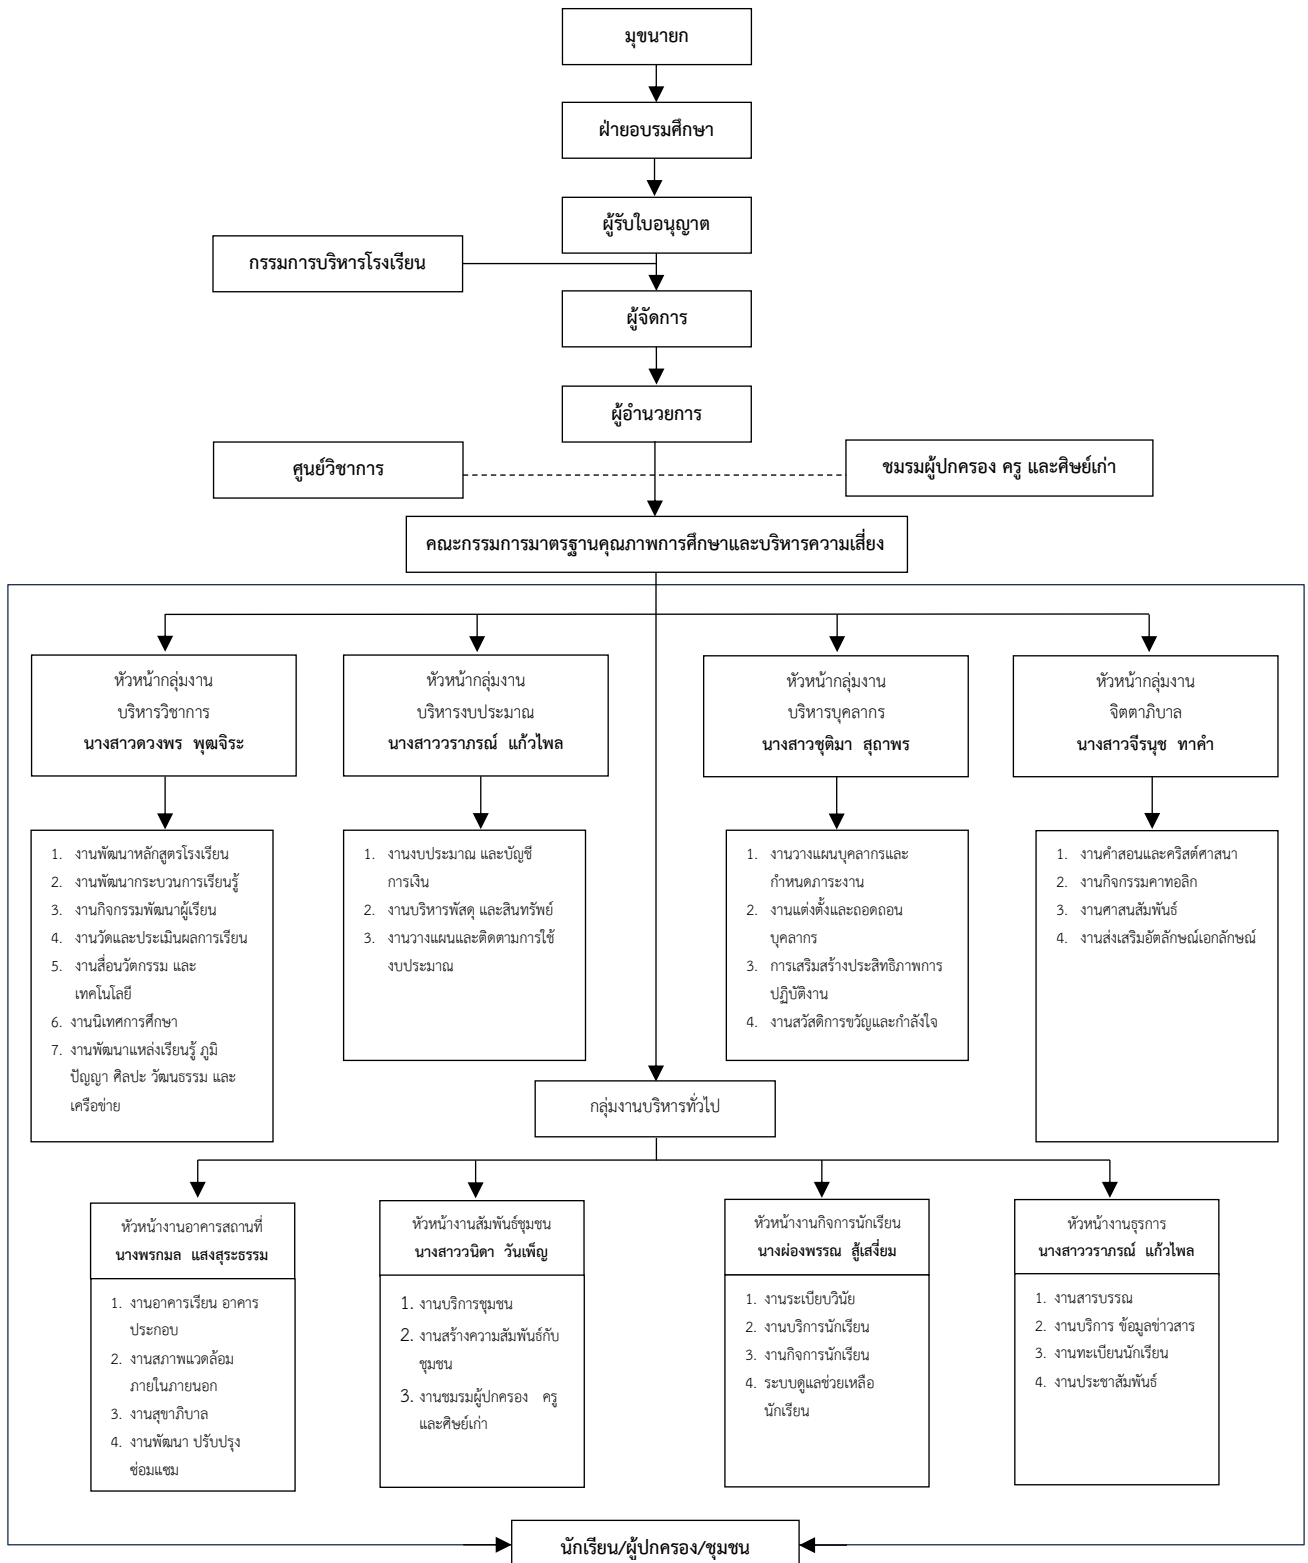 มุขนายก
ฝ่ายอบรมศึกษา
ผู้รับใบอนุญาต
กรรมการบริหารโรงเรียน
ผู้จัดการ
ผู้อำนวยการ
ศูนย์วิชาการ
ชมรมผู้ปกครอง ครู และศิษย์เก่า
คณะกรรมการมาตรฐานคุณภาพการศึกษาและบริหารความเสี่ยง
หัวหน้ากลุ่มงาน
บริหารวิชาการ
นางสาวดวงพร พุฒจิระ
หัวหน้ากลุ่มงาน
บริหารงบประมาณ
นางสาววราภรณ์ แก้วไพล
หัวหน้ากลุ่มงาน
บริหารบุคลากร
นางสาวชุติมา สุถาพร
หัวหน้ากลุ่มงาน
จิตตาภิบาล
นางสาวจีรนุช ทาคำ
1. งานพัฒนาหลักสูตรโรงเรียน
2. งานพัฒนากระบวนการเรียนรู้
3. งานกิจกรรมพัฒนาผู้เรียน
4. งานวัดและประเมินผลการเรียน
5. งานสื่อนวัตกรรม และ
เทคโนโลยี
6. งานนิเทศการศึกษา
7. งานพัฒนาแหล่งเรียนรู้ ภูมิ
ปัญญา ศิลปะ วัฒนธรรม และ
เครือข่าย
1. งานงบประมาณ และบัญชี
การเงิน
2. งานบริหารพัสดุ และสินทรัพย์
3. งานวางแผนและติดตามการใช้
งบประมาณ
1. งานวางแผนบุคลากรและ
กำหนดภาระงาน
2. งานแต่งตั้งและถอดถอน
บุคลากร
3. การเสริมสร้างประสิทธิภาพการ
ปฏิบัติงาน
4. งานสวัสดิการขวัญและกำลังใจ
1. งานคำสอนและคริสต์ศาสนา
2. งานกิจกรรมคาทอลิก
3. งานศาสนสัมพันธ์
4. งานส่งเสริมอัตลักษณ์เอกลักษณ์
กลุ่มงานบริหารทั่วไป
หัวหน้างานอาคารสถานที่
นางพรกมล แสงสุระธรรม
1. งานอาคารเรียน อาคาร
ประกอบ
2. งานสภาพแวดล้อม
ภายในภายนอก
3. งานสุขาภิบาล
4. งานพัฒนา ปรับปรุง
ซ่อมแซม
หัวหน้างานสัมพันธ์ชุมชน
นางสาววนิดา วันเพ็ญ
1. งานบริการชุมชน
2. งานสร้างความสัมพันธ์กับ
ชุมชน
3. งานชมรมผู้ปกครอง ครู
และศิษย์เก่า
หัวหน้างานกิจการนักเรียน
นางผ่องพรรณ สู้เสงี่ยม
1. งานระเบียบวินัย
2. งานบริการนักเรียน
3. งานกิจการนักเรียน
4. ระบบดูแลช่วยเหลือ
นักเรียน
หัวหน้างานธุรการ
นางสาววราภรณ์ แก้วไพล
1. งานสารบรรณ
2. งานบริการ ข้อมูลข่าวสาร
3. งานทะเบียนนักเรียน
4. งานประชาสัมพันธ์
นักเรียน/ผู้ปกครอง/ชุมชน